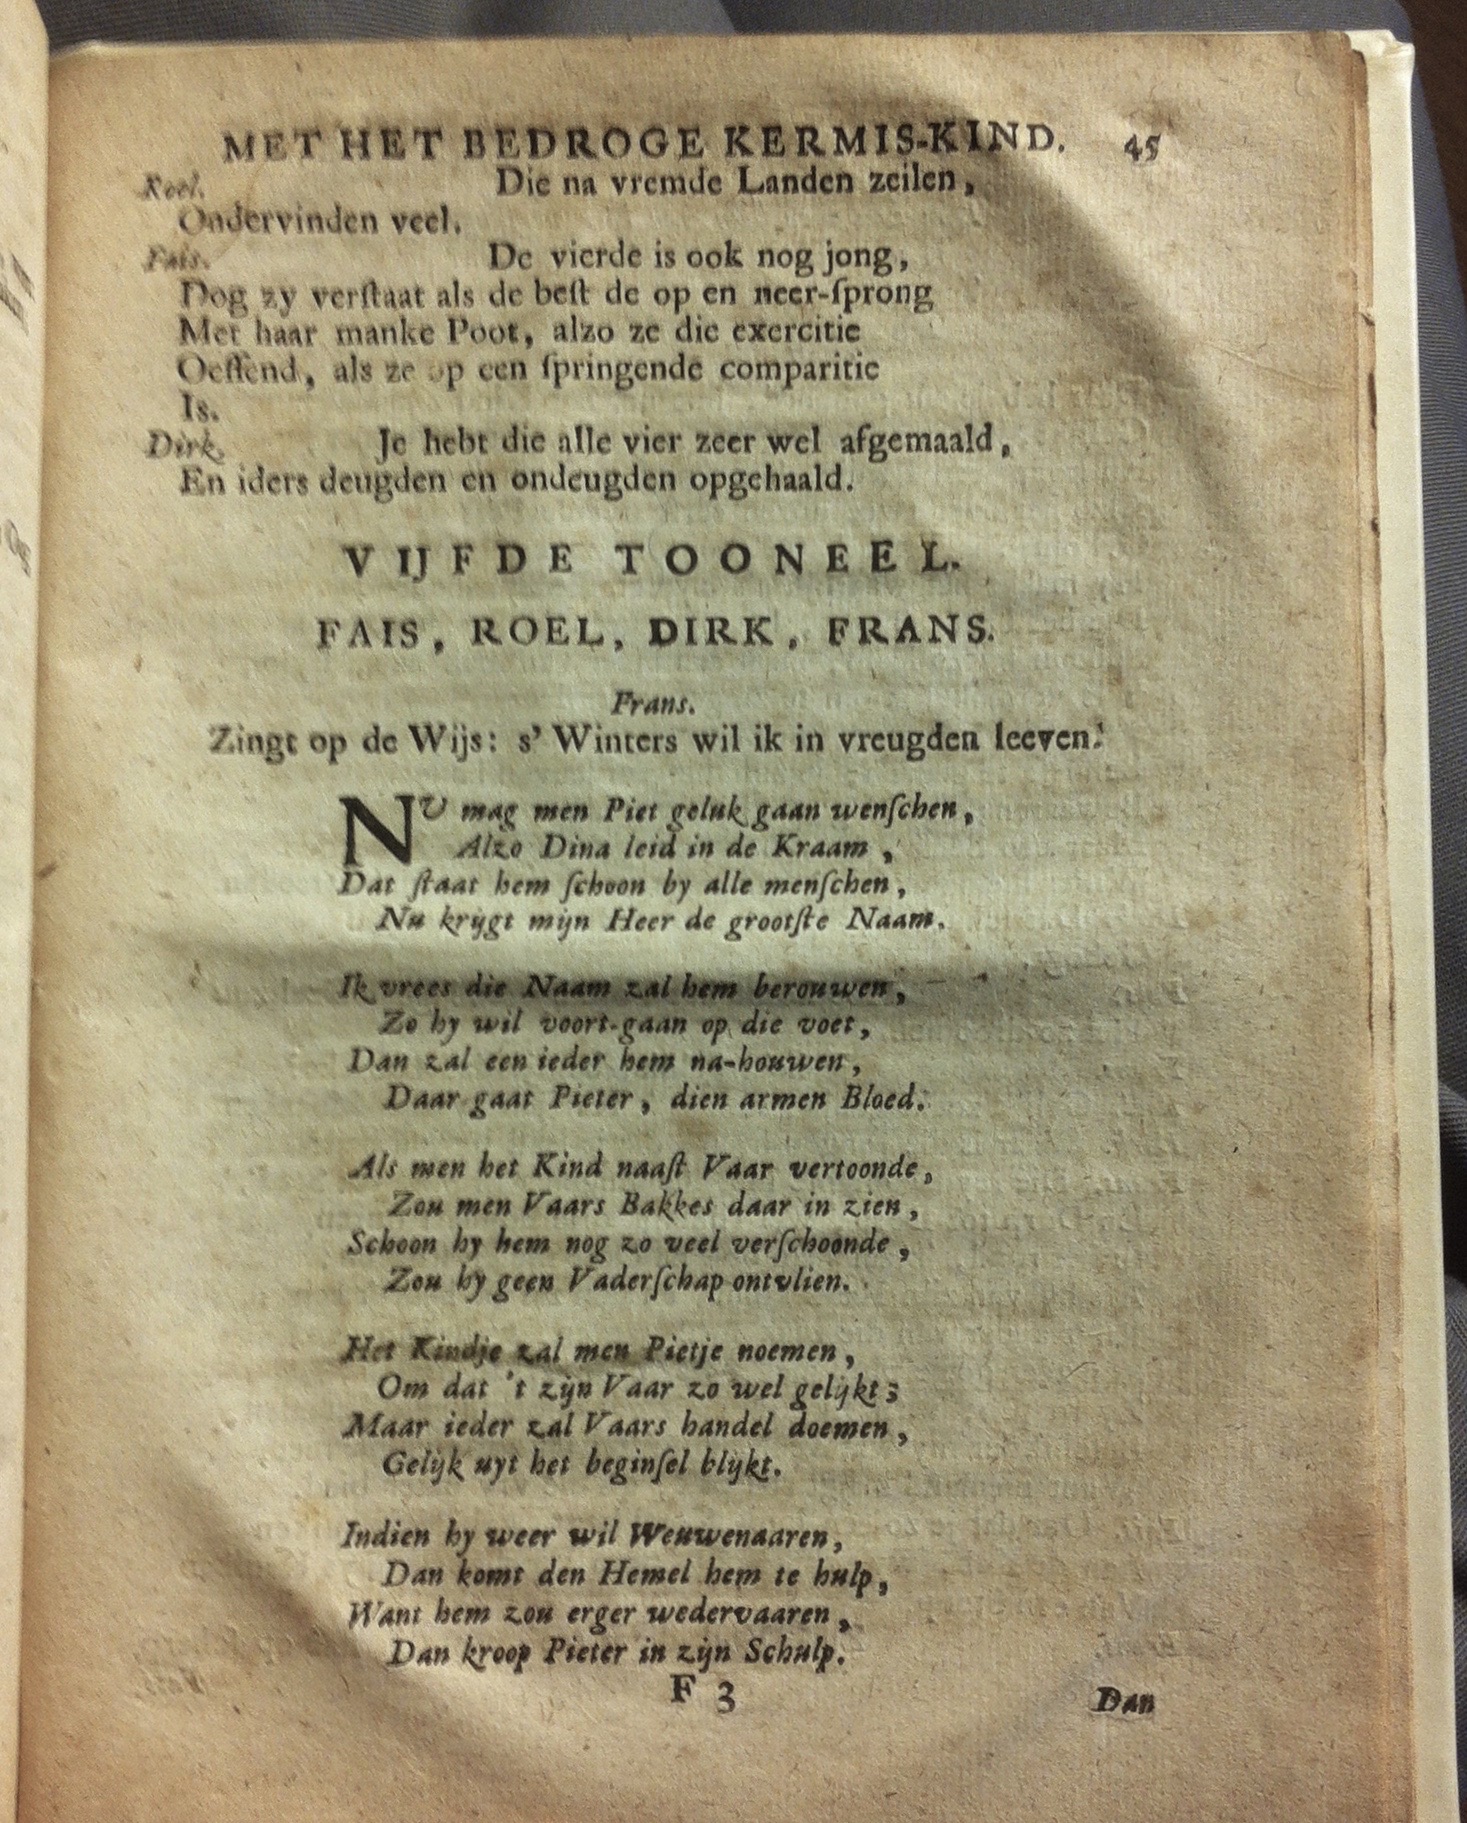 MET HET BEDROGE KERMIS-KIND. 45
Roel. Die na vremde Landen zeilen,
Ondervinden veel.
Fais. De vierde is ook nog jong,
Dog zy verſtaat als de beſt de op en neer-ſprong
Met haar manke Poot, alzo ze die exercitie
Oeffend, als ze op een ſpringende comparitie
Is.
Dirk. Je hebt die alle vier zeer wel afgemaald,
En iders deugden en ondeugden opgehaald.
VIJFDE TOONEEL.
FAIS, ROEL, DIRK, FRANS.
Frans.
Zingt op de Wijs: s' Winters wil ik in vreugden leeven.
NU mag men Piet geluk gaan wenſchen,
Alzo Dina leid in de Kraam,
Dat ſtaat hem ſchoon by alle menſchen,
Nu krygt mijn Heer de grootſte Naam.
Ik vrees die Naam zal hem berouwen,
Zo hy wil voort-gaan op die voet,
Dan zal een ieder hem na-houwen,
Daar gaat Pieter, dien armen Bloed.
Als men het Kind naaſt Vaar vertoonde,
Zou men Vaars Bakkes daar in zien,
Schoon hy hem nog zo veel verſchoonde,
Zou hy geen Vaderſchap ontvlien.
Het Kindje zal men Pietje noemen,
Om dat 't zijn Vaar zo wel gelijkt;
Maar ieder zal Vaars handel doemen,
Gelijk uyt het beginſel blijkt.
Indien hy weer wil Weuwenaaren,
Dan komt den Hemel hem te hulp,
Want hem zou erger wedervaaren,
Dan kroop Pieter in zijn Schulp.
F 3 Dan